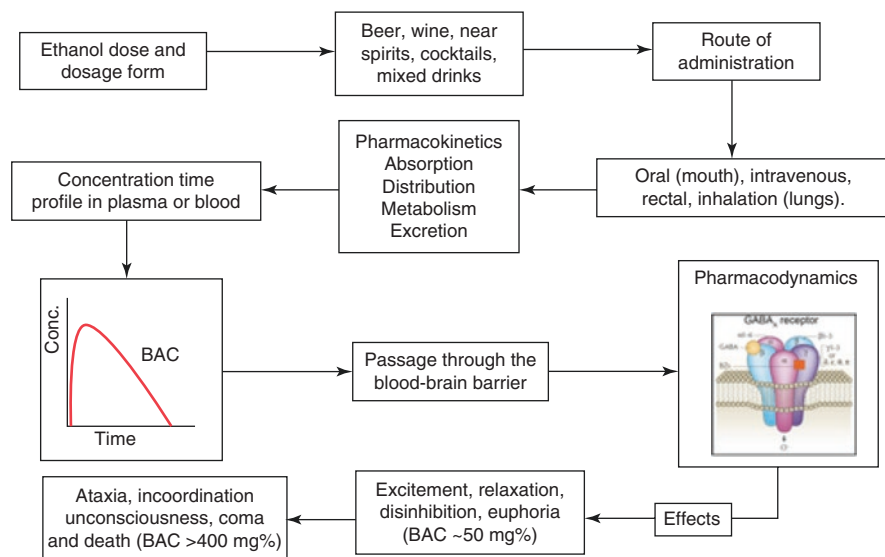 Ethanol dose and
dosage form
Beer, wine, near
spirits, cocktails,
mixed drinks
Route of
administration
Oral (mouth), intravenous,
rectal, inhalation (lungs).
Pharmacokinetics
Absorption
Distribution
Metabolism
Excretion
Concentration time
profile in plasma or blood
Conc.
BAC
Time
Passage through the
blood-brain barrier
Pharmacodynamics
GABAₐ receptor
GABA
Effects
Excitement, relaxation,
disinhibition, euphoria
(BAC ~50 mg%)
Ataxia, incoordination
unconsciousness, coma
and death (BAC >400 mg%)